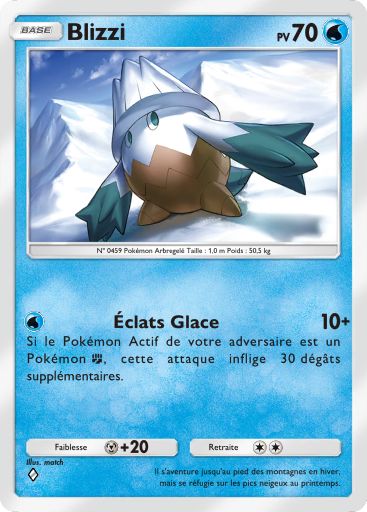 BASE Blizzi PV 70
N° 0459 Pokémon Arbregelé Taille : 1,0 m Poids : 50,5 kg
Éclats Glace 10+
Si le Pokémon Actif de votre adversaire est un
Pokémon , cette attaque inflige 30 dégâts
supplémentaires.
Faiblesse +20 Retraite
Illus. match
Il s'aventure jusqu'au pied des montagnes en hiver,
mais se réfugie sur les pics neigeux au printemps.